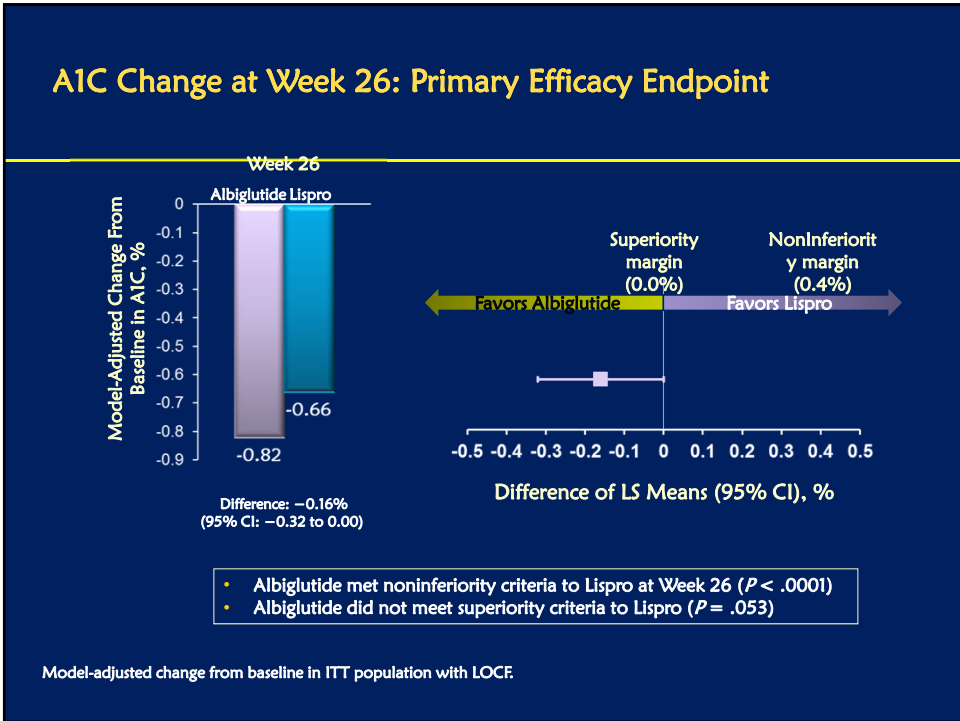 A1C Change at Week 26: Primary Efficacy Endpoint
Week 26
Albiglutide Lispro
Model-Adjusted Change From
Baseline in A1C, %
0
-0.1
-0.2
-0.3
-0.4
-0.5
-0.6
-0.7
-0.8
-0.9
-0.82
-0.66
Difference: −0.16%
(95% CI: −0.32 to 0.00)
Superiority
margin
(0.0%)
NonInferiorit
y margin
(0.4%)
Favors Albiglutide
Favors Lispro
-0.5 -0.4 -0.3 -0.2 -0.1 0 0.1 0.2 0.3 0.4 0.5
Difference of LS Means (95% CI), %
• Albiglutide met noninferiority criteria to Lispro at Week 26 (P < .0001)
• Albiglutide did not meet superiority criteria to Lispro (P = .053)
Model-adjusted change from baseline in ITT population with LOCF.